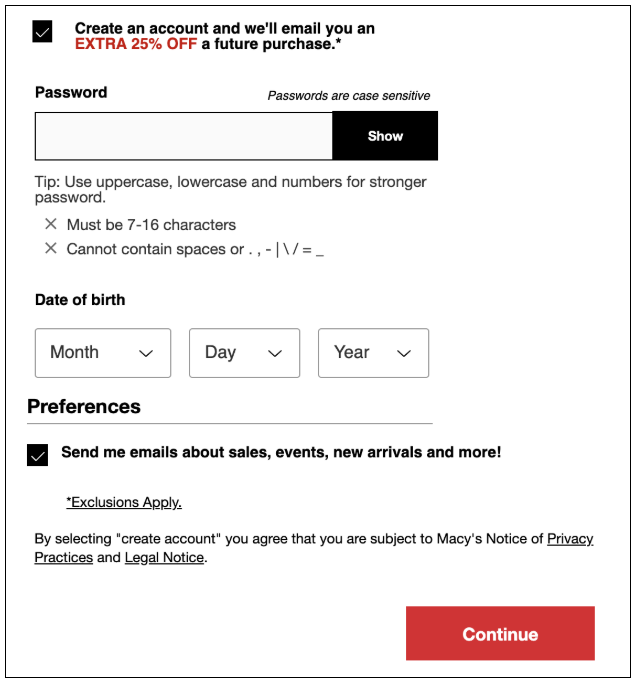 Create an account and we'll email you an
EXTRA 25% OFF a future purchase.*
Password
Passwords are case sensitive
Show
Tip: Use uppercase, lowercase and numbers for stronger
password.
Must be 7-16 characters
Cannot contain spaces or . , - | \ / = _
Date of birth
Month
Day
Year
Preferences
Send me emails about sales, events, new arrivals and more!
*Exclusions Apply.
By selecting "create account" you agree that you are subject to Macy's Notice of Privacy
Practices and Legal Notice.
Continue